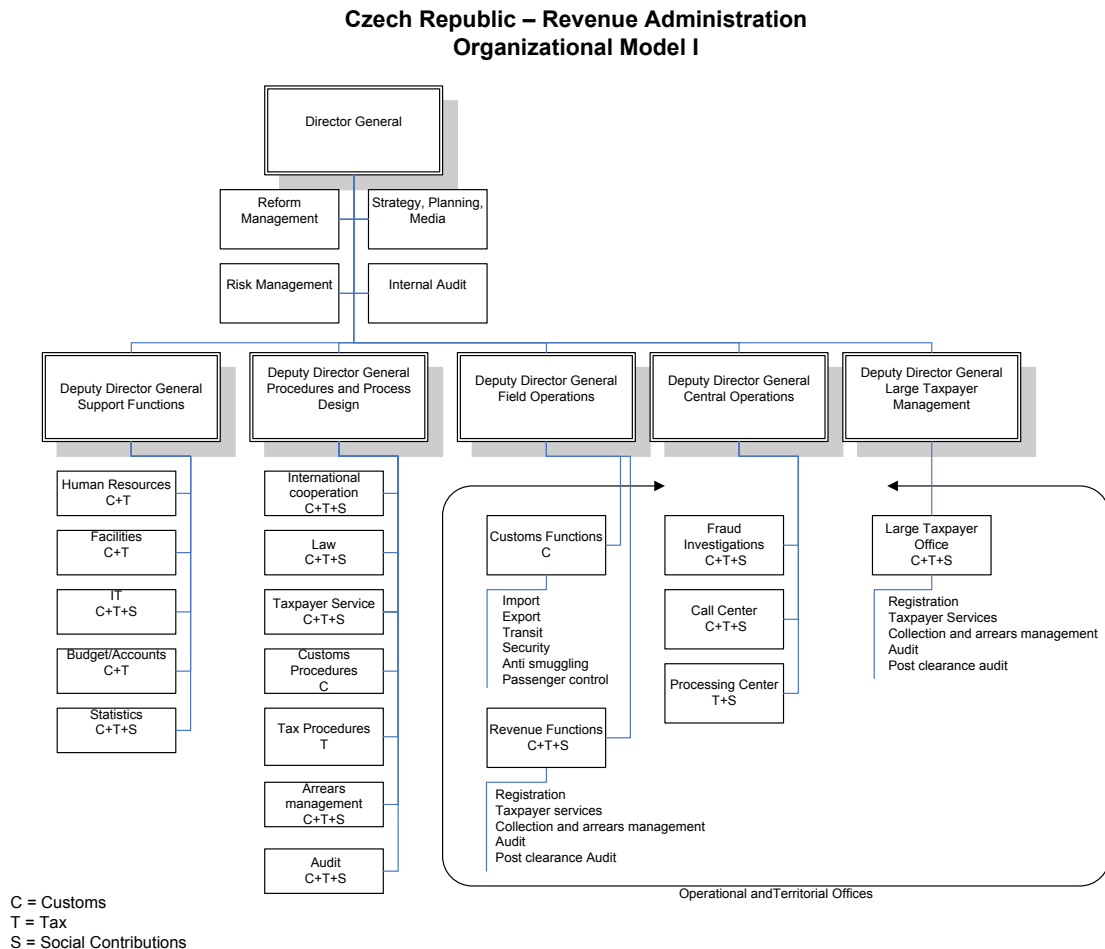 Czech Republic – Revenue Administration
Organizational Model I
Director General
Reform
Management
Strategy, Planning,
Media
Risk Management
Internal Audit
Deputy Director General
Support Functions
Deputy Director General
Procedures and Process
Design
Deputy Director General
Field Operations
Deputy Director General
Central Operations
Deputy Director General
Large Taxpayer
Management
Human Resources
C+T
Facilities
C+T
IT
C+T+S
Budget/Accounts
C+T
Statistics
C+T+S
International
cooperation
C+T+S
Law
C+T+S
Taxpayer Service
C+T+S
Customs
Procedures
C
Tax Procedures
T
Arrears
management
C+T+S
Audit
C+T+S
Customs Functions
C
Import
Export
Transit
Security
Anti smuggling
Passenger control
Revenue Functions
C+T+S
Registration
Taxpayer services
Collection and arrears management
Audit
Post clearance Audit
Fraud
Investigations
C+T+S
Call Center
C+T+S
Processing Center
T+S
Large Taxpayer
Office
C+T+S
Registration
Taxpayer Services
Collection and arrears management
Audit
Post clearance audit
Operational andTerritorial Offices
C = Customs
T = Tax
S = Social Contributions